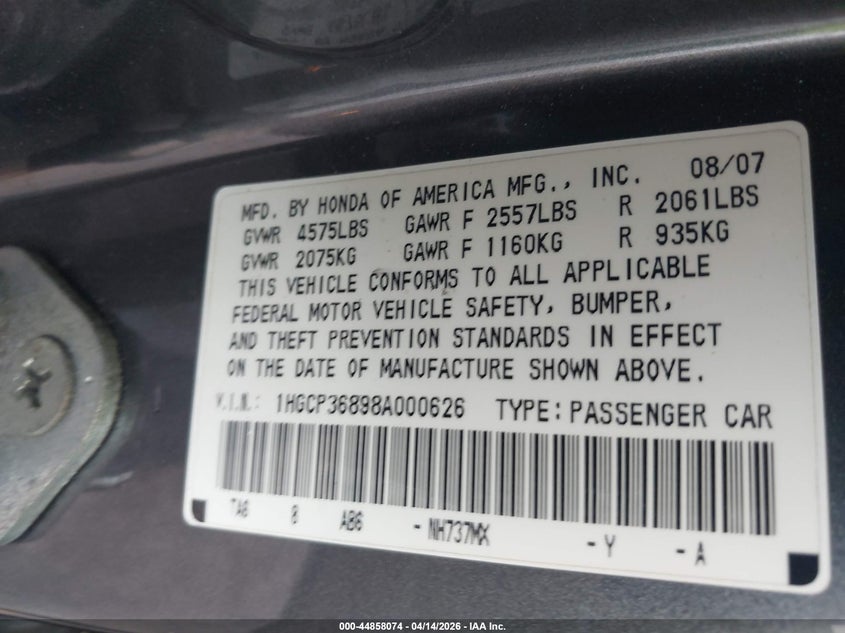 MFD. BY HONDA OF AMERICA MFG., INC. 08/07
GVWR 4575LBS GAWR F 2557LBS R 2061LBS
GVWR 2075KG GAWR F 1160KG R 935KG
THIS VEHICLE CONFORMS TO ALL APPLICABLE
FEDERAL MOTOR VEHICLE SAFETY, BUMPER,
AND THEFT PREVENTION STANDARDS IN EFFECT
ON THE DATE OF MANUFACTURE SHOWN ABOVE.
V.I.N.: 1HGCP36898A000626 TYPE: PASSENGER CAR
TA6 0 AB6 - NH737MX - Y - A
000-44858074 | 04/14/2026 - IAA Inc.